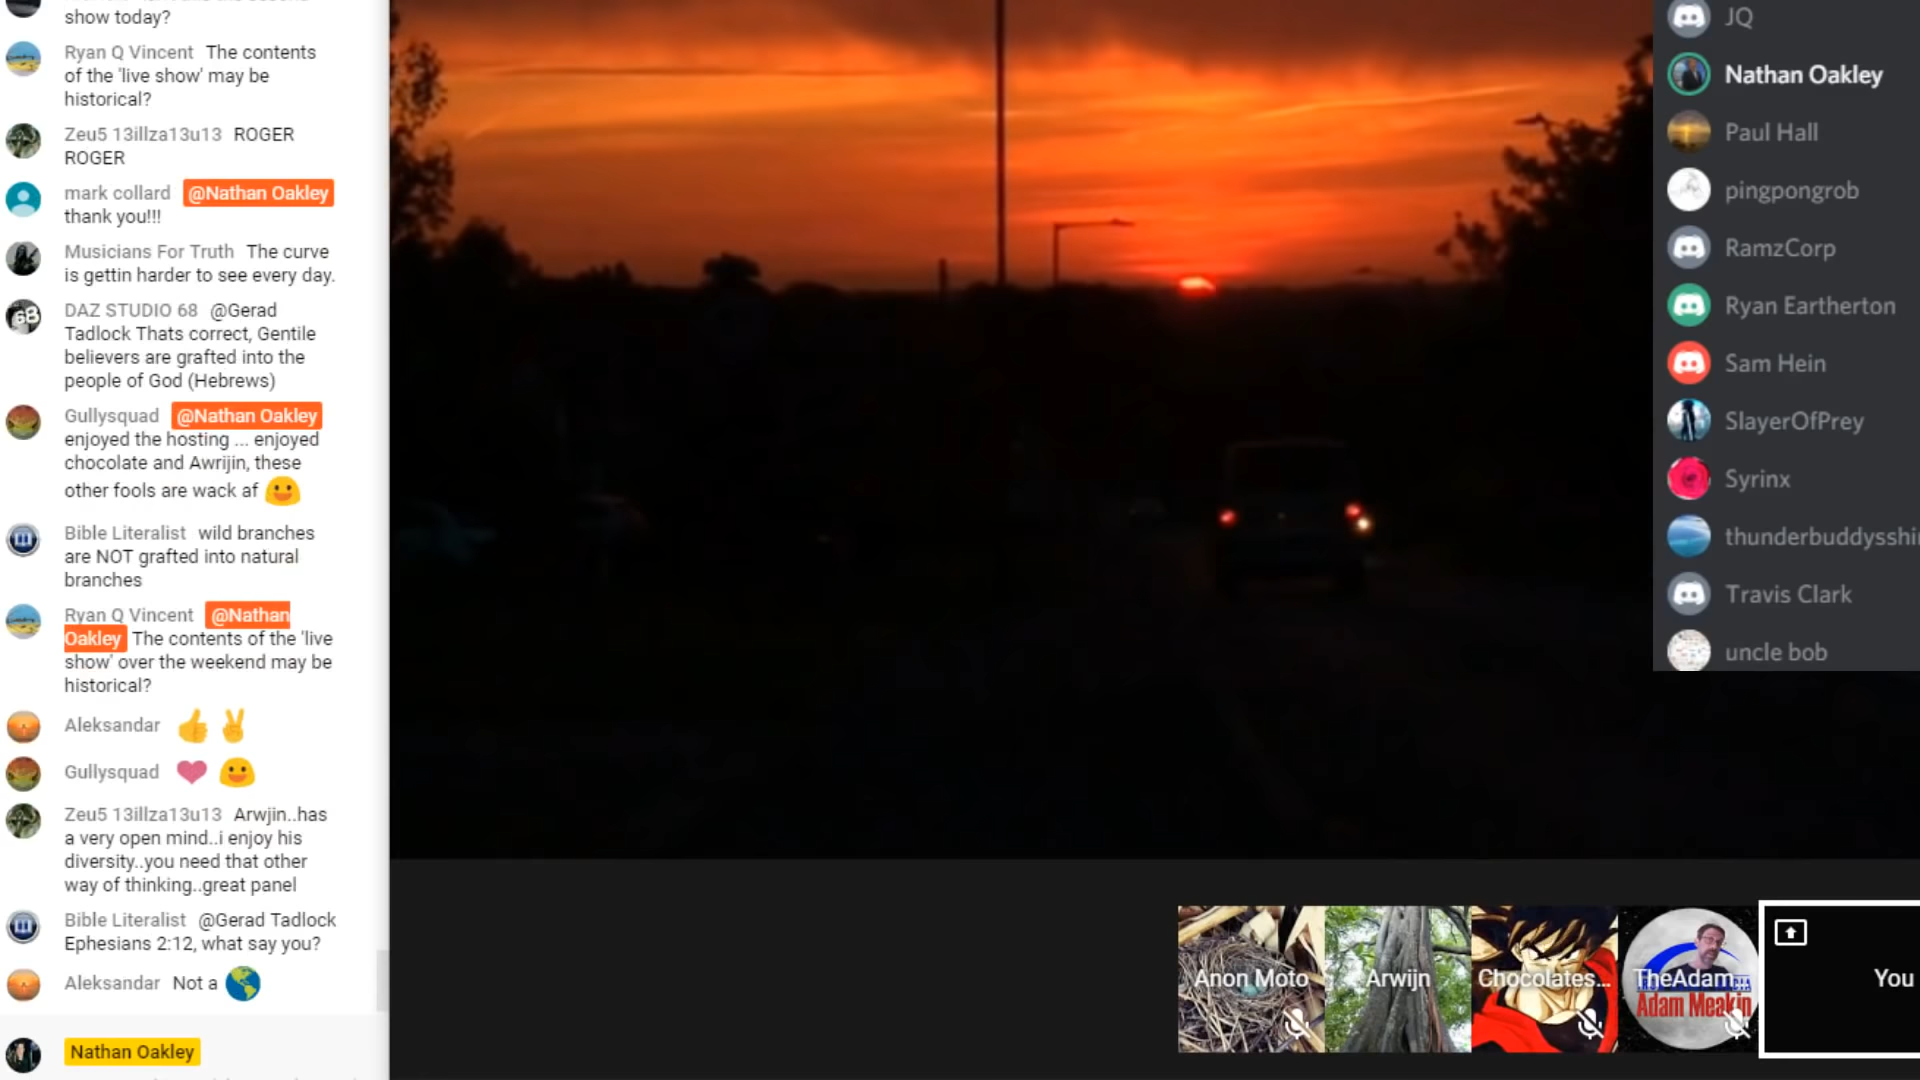 show today?
Ryan Q Vincent The contents
of the 'live show' may be
historical?
Zeu5 13illza13u13 ROGER
ROGER
mark collard @Nathan Oakley
thank you!!!
Musicians For Truth The curve
is gettin harder to see every day.
DAZ STUDIO 68 @Gerad
Tadlock Thats correct, Gentile
believers are grafted into the
people of God (Hebrews)
Gullysquad @Nathan Oakley
enjoyed the hosting ... enjoyed
chocolate and Awrijin, these
other fools are wack af
Bible Literalist wild branches
are NOT grafted into natural
branches
Ryan Q Vincent @Nathan
Oakley The contents of the 'live
show' over the weekend may be
historical?
Aleksandar
Gullysquad
Zeu5 13illza13u13 Arwjin..has
a very open mind..i enjoy his
diversity..you need that other
way of thinking..great panel
Bible Literalist @Gerad Tadlock
Ephesians 2:12, what say you?
Aleksandar Not a
Nathan Oakley
JQ
Nathan Oakley
Paul Hall
pingpongrob
RamzCorp
Ryan Eartherton
Sam Hein
SlayerOfPrey
Syrinx
thunderbuddysshi
Travis Clark
uncle bob
Anon Moto
Arwijn
Chocolates...
TheAdam...
Adam Meakin
You
68